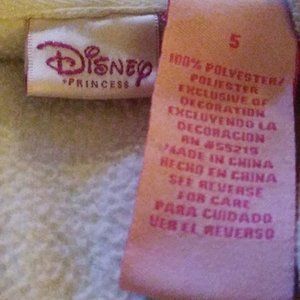 Disney
PRINCESS
5
100% POLYESTER/
POLIESTER
EXCLUSIVE OF
DECORATION
EXCLUYENDO LA
DECORACION
RN #55215
MADE IN CHINA
HECHO EN CHINA
SEE REVERSE
FOR CARE
PARA CUIDADO
VER EL REVERSO